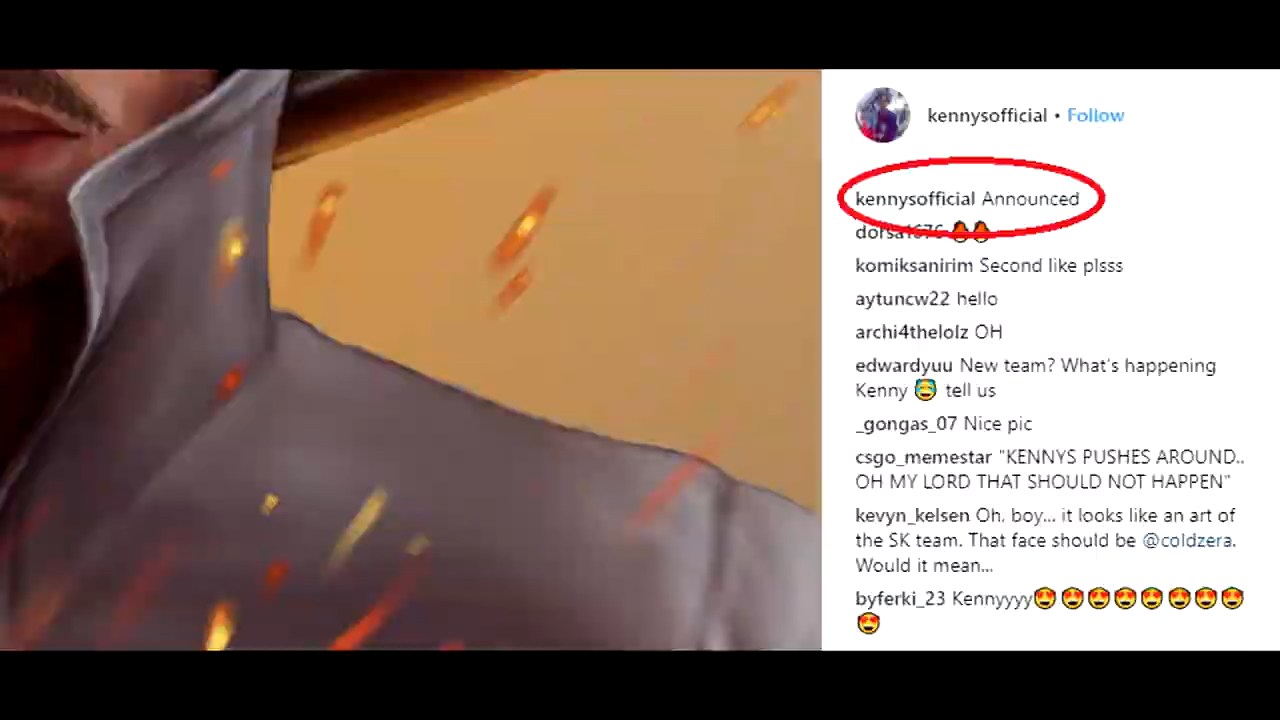 kennysofficial • Follow
kennysofficial Announced
dorsa1676
komiksanirim Second like plsss
aytuncw22 hello
archi4thelolz OH
edwardyuu New team? What's happening
Kenny 😇 tell us
_gongas_07 Nice pic
csgo_memestar "KENNYS PUSHES AROUND..
OH MY LORD THAT SHOULD NOT HAPPEN"
kevyn_kelsen Oh, boy... it looks like an art of
the SK team. That face should be @coldzera.
Would it mean...
byferki_23 Kennyyyy😍😍😍😍😍😍😍😍
😍